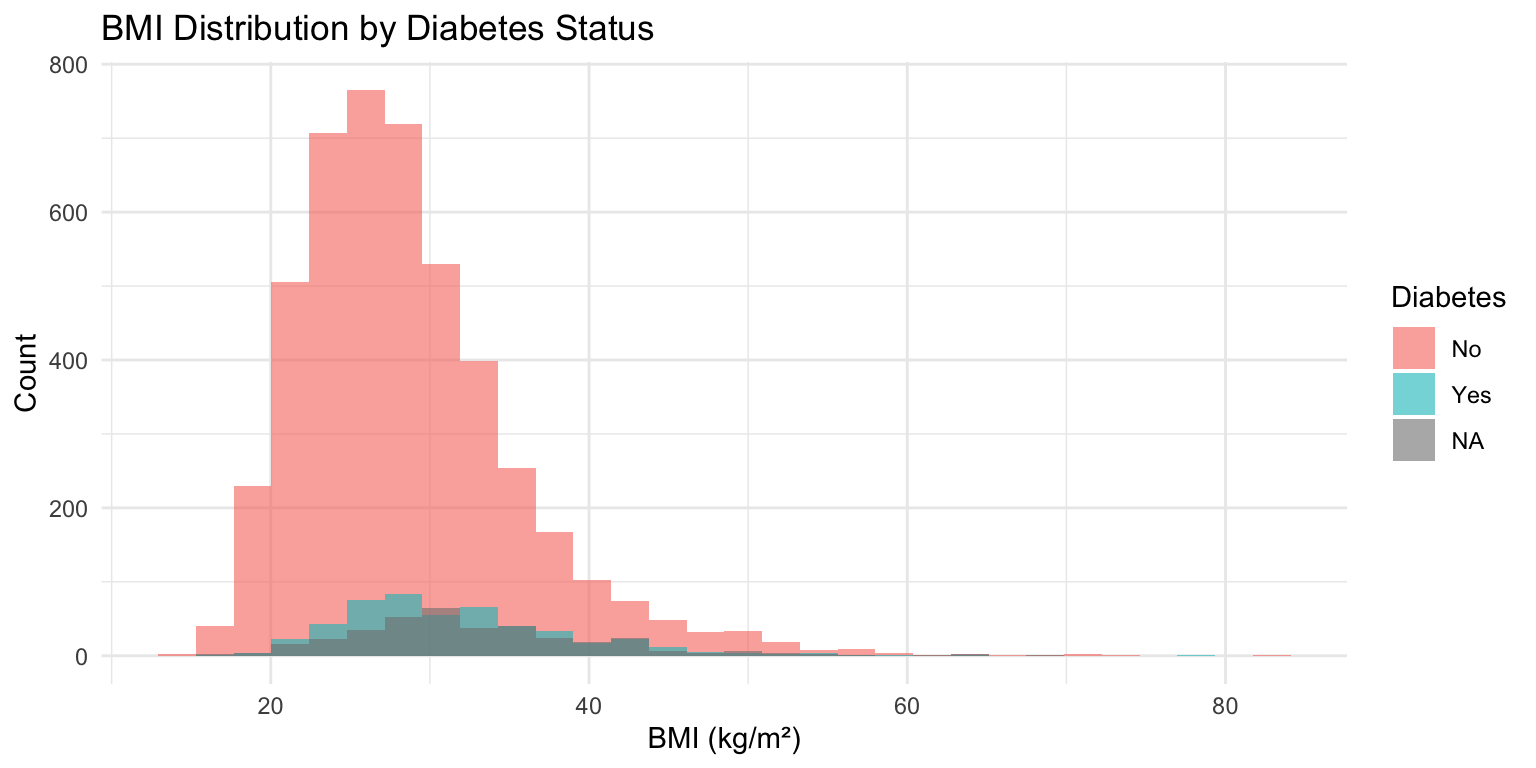 BMI Distribution by Diabetes Status
800
600
400
200
0
Count
20 40 60 80
BMI (kg/m²)
Diabetes
No
Yes
NA